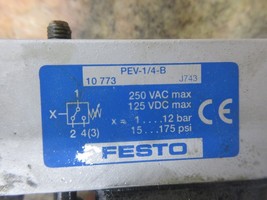 PEV-1/4-B
10 773 J743
1
250 VAC max
125 VDC max
x
x = 1....12 bar
2 4(3)
15...175 psi
CE
FESTO